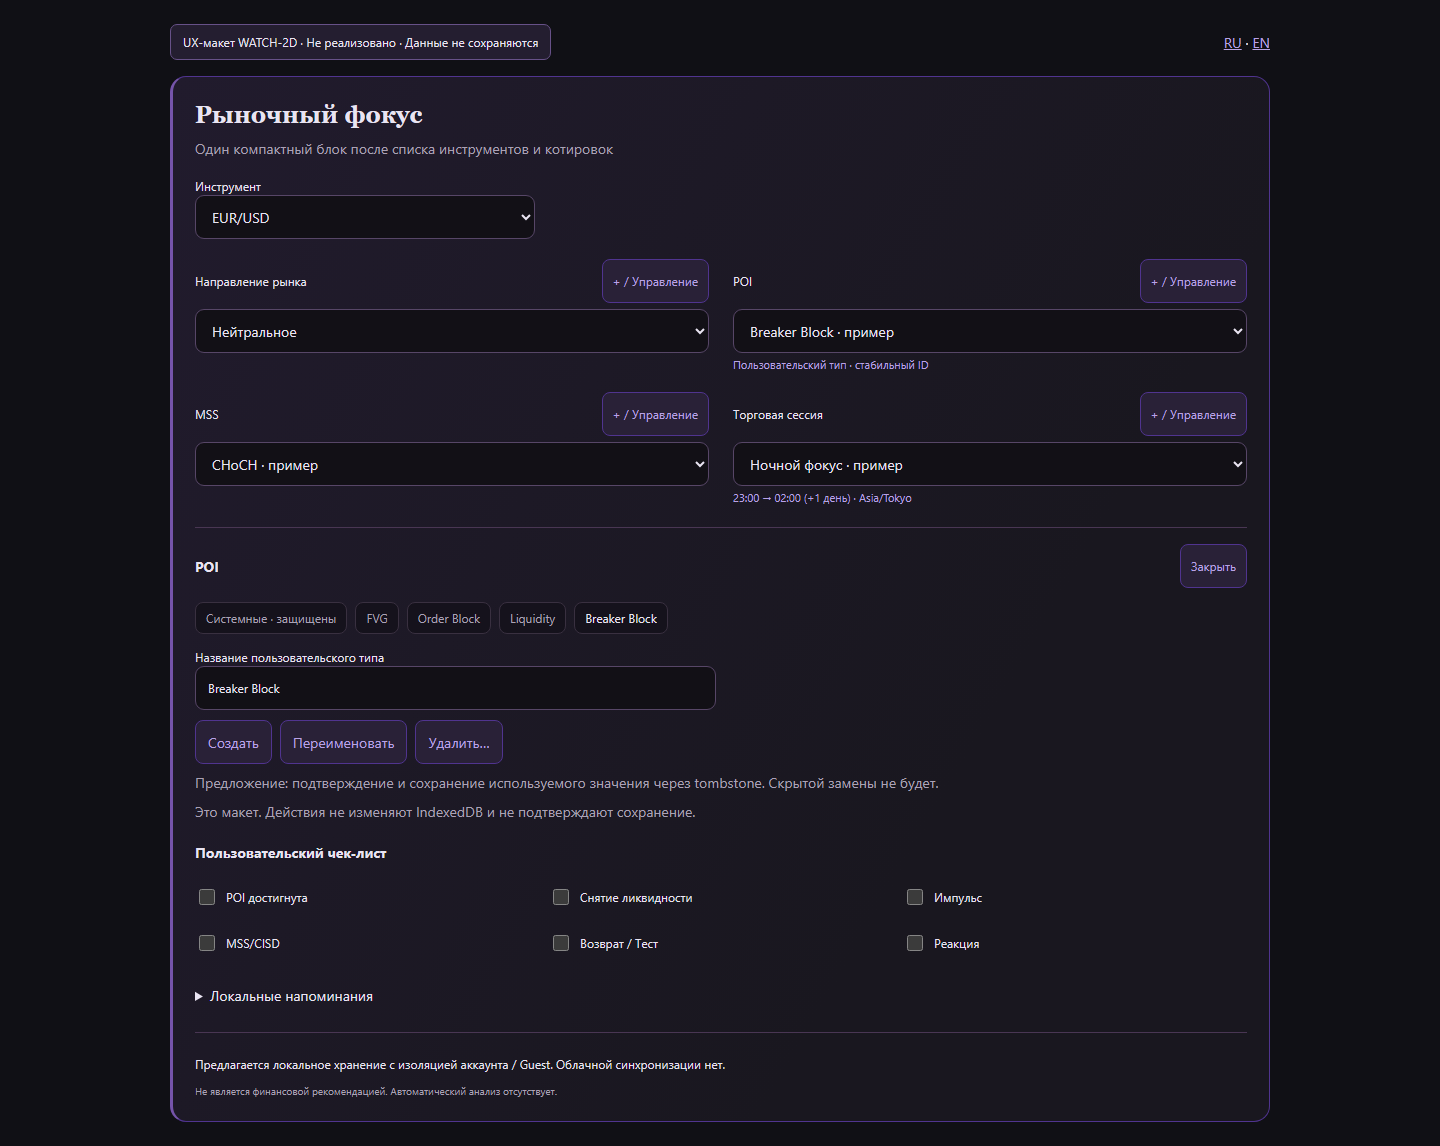 UX-макет WATCH-2D · Не реализовано · Данные не сохраняются
RU · EN
Рыночный фокус
Один компактный блок после списка инструментов и котировок
Инструмент
EUR/USD
Направление рынка
+ / Управление
POI
+ / Управление
Нейтральное
Breaker Block · пример
Пользовательский тип · стабильный ID
MSS
+ / Управление
Торговая сессия
+ / Управление
CHoCH · пример
Ночной фокус · пример
23:00 → 02:00 (+1 день) · Asia/Tokyo
POI
Закрыть
Системные · защищены
FVG
Order Block
Liquidity
Breaker Block
Название пользовательского типа
Breaker Block
Создать
Переименовать
Удалить...
Предложение: подтверждение и сохранение используемого значения через tombstone. Скрытой замены не будет.
Это макет. Действия не изменяют IndexedDB и не подтверждают сохранение.
Пользовательский чек-лист
POI достигнута
Снятие ликвидности
Импульс
MSS/CISD
Возврат / Тест
Реакция
Локальные напоминания
Предлагается локальное хранение с изоляцией аккаунта / Guest. Облачной синхронизации нет.
Не является финансовой рекомендацией. Автоматический анализ отсутствует.